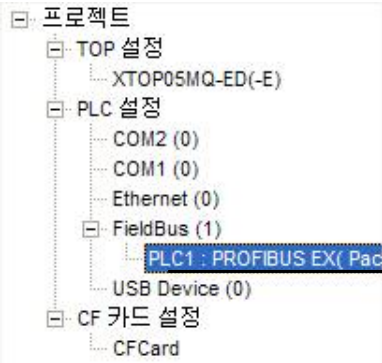 프로젝트
TOP 설정
XTOP05MQ-ED(-E)
PLC 설정
COM2 (0)
COM1 (0)
Ethernet (0)
FieldBus (1)
PLC1 : PROFIBUS EX( Pac
USB Device (0)
CF 카드 설정
CFCard